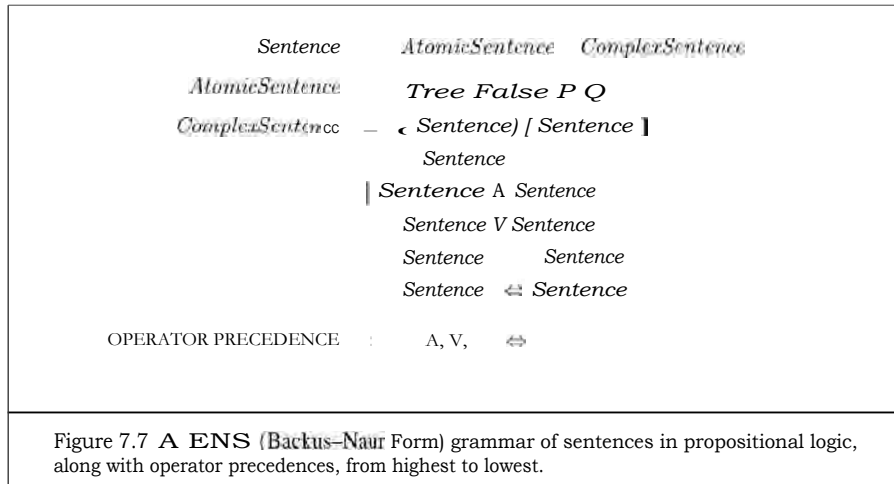 Sentence AtomicSentence ComplexSentence
AtomicSentence Tree False P Q
ComplexSentencc – ( Sentence) [ Sentence ]
Sentence
| Sentence A Sentence
Sentence V Sentence
Sentence Sentence
Sentence ⇔ Sentence
OPERATOR PRECEDENCE : A, V, ⇔
Figure 7.7 A ENS (Backus–Naur Form) grammar of sentences in propositional logic,
along with operator precedences, from highest to lowest.